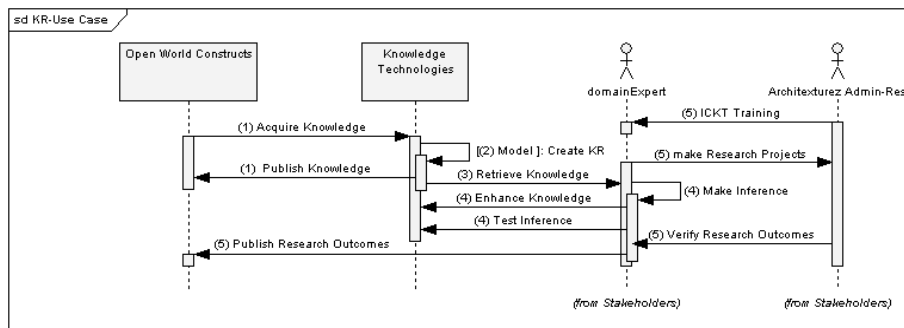 sd KR-Use Case
Open World Constructs
Knowledge
Technologies
domainExpert
Architexturez Admin-Res
(5) ICKT Training
(1) Acquire Knowledge
[(2) Model ]: Create KR
(5) make Research Projects
(1) Publish Knowledge
(3) Retrieve Knowledge
(4) Make Inference
(4) Enhance Knowledge
(4) Test Inference
(5) Verify Research Outcomes
(5) Publish Research Outcomes
(from Stakeholders)
(from Stakeholders)